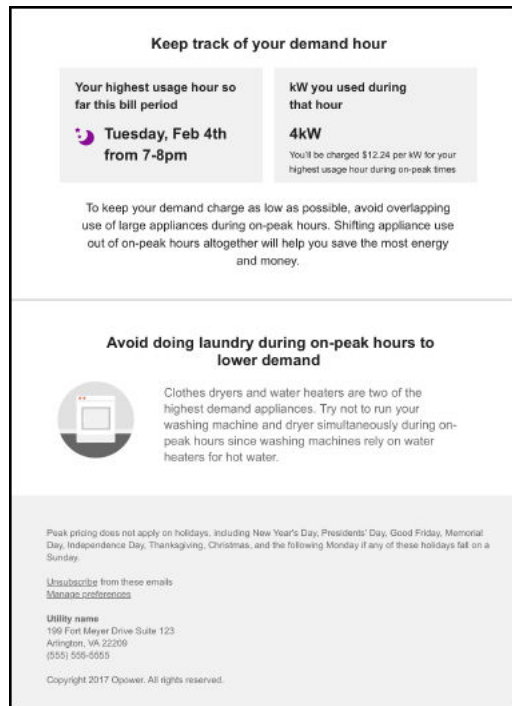 Keep track of your demand hour
Your highest usage hour so
far this bill period
Tuesday, Feb 4th
from 7-8pm
kW you used during
that hour
4kW
You'll be charged $12.24 per kW for your
highest usage hour during on-peak times
To keep your demand charge as low as possible, avoid overlapping
use of large appliances during on-peak hours. Shifting appliance use
out of on-peak hours altogether will help you save the most energy
and money.
Avoid doing laundry during on-peak hours to
lower demand
Clothes dryers and water heaters are two of the
highest demand appliances. Try not to run your
washing machine and dryer simultaneously during on-
peak hours since washing machines rely on water
heaters for hot water.
Peak pricing does not apply on holidays, including New Year's Day, Presidents' Day, Good Friday, Memorial
Day, Independence Day, Thanksgiving, Christmas, and the following Monday if any of these holidays fall on a
Sunday.
Unsubscribe from these emails
Manage preferences
Utility name
199 Fort Meyer Drive Suite 123
Arlington, VA 22209
(555) 555-5555
Copyright 2017 Opower. All rights reserved.